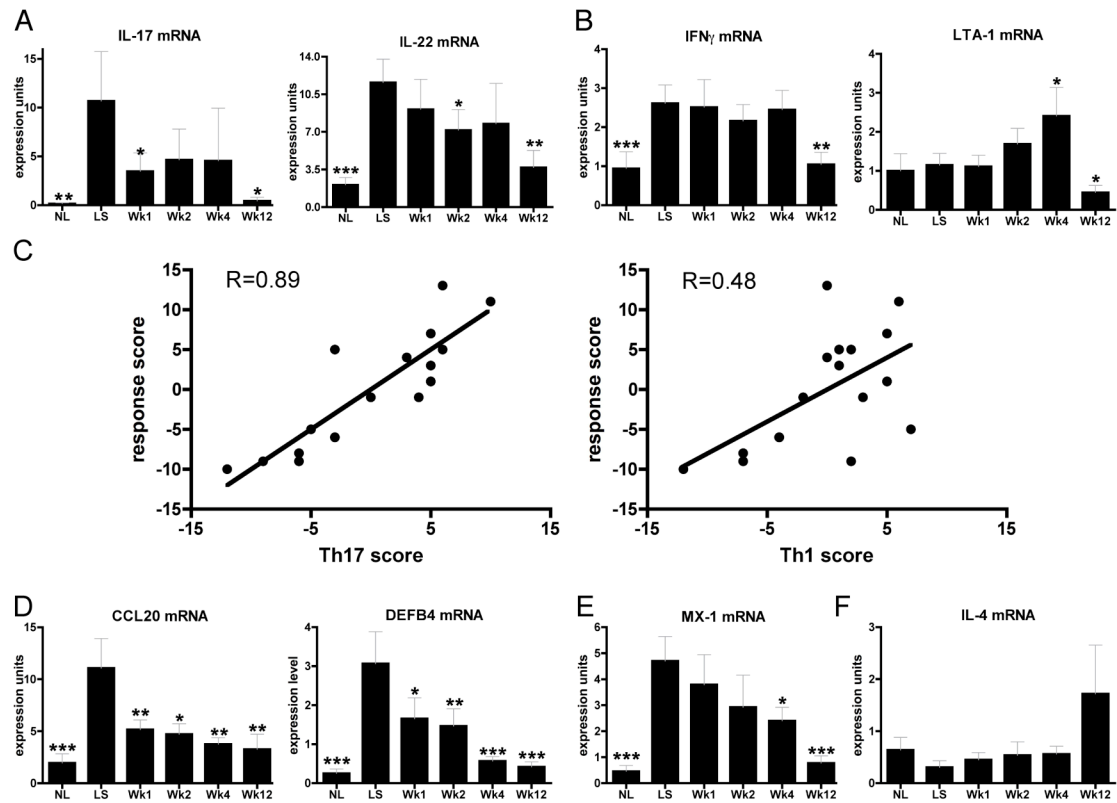 A
IL-17 mRNA
expression units
15
10
5
0
** * *
NL LS Wk1 Wk2 Wk4 Wk12
IL-22 mRNA
expression units
14.0
10.5
7.0
3.5
0.0
*** * **
NL LS Wk1 Wk2 Wk4 Wk12
B
IFNγ mRNA
expression units
4
3
2
1
0
*** **
NL LS Wk1 Wk2 Wk4 Wk12
LTA-1 mRNA
expression units
4
3
2
1
0
* *
NL LS Wk1 Wk2 Wk4 Wk12
C
R=0.89
response score
15
10
5
0
-5
-10
-15
-15 -5 5 15
Th17 score
R=0.48
response score
15
10
5
0
-5
-10
-15
-15 -5 5 15
Th1 score
D
CCL20 mRNA
expression units
15
10
5
0
*** ** * ** **
NL LS Wk1 Wk2 Wk4 Wk12
DEFB4 mRNA
expression level
4
3
2
1
0
*** * ** *** ***
NL LS Wk1 Wk2 Wk4 Wk12
E
MX-1 mRNA
expression units
6
5
4
3
2
1
0
*** * ***
NL LS Wk1 Wk2 Wk4 Wk12
F
IL-4 mRNA
expression units
3
2
1
0
NL LS Wk1 Wk2 Wk4 Wk12